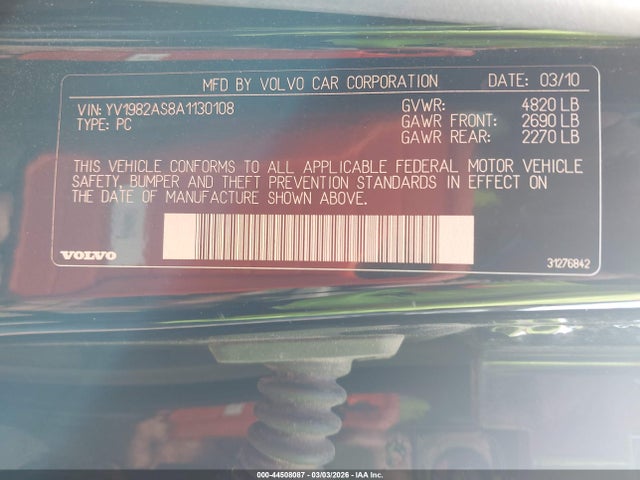 MFD BY VOLVO CAR CORPORATION DATE: 03/10
VIN: YV1982AS8A1130108 GVWR: 4820 LB
TYPE: PC GAWR FRONT: 2690 LB
GAWR REAR: 2270 LB
THIS VEHICLE CONFORMS TO ALL APPLICABLE FEDERAL MOTOR VEHICLE
SAFETY, BUMPER AND THEFT PREVENTION STANDARDS IN EFFECT ON
THE DATE OF MANUFACTURE SHOWN ABOVE.
VOLVO 31276842
000-44508087 - 03/03/2026 - IAA Inc.